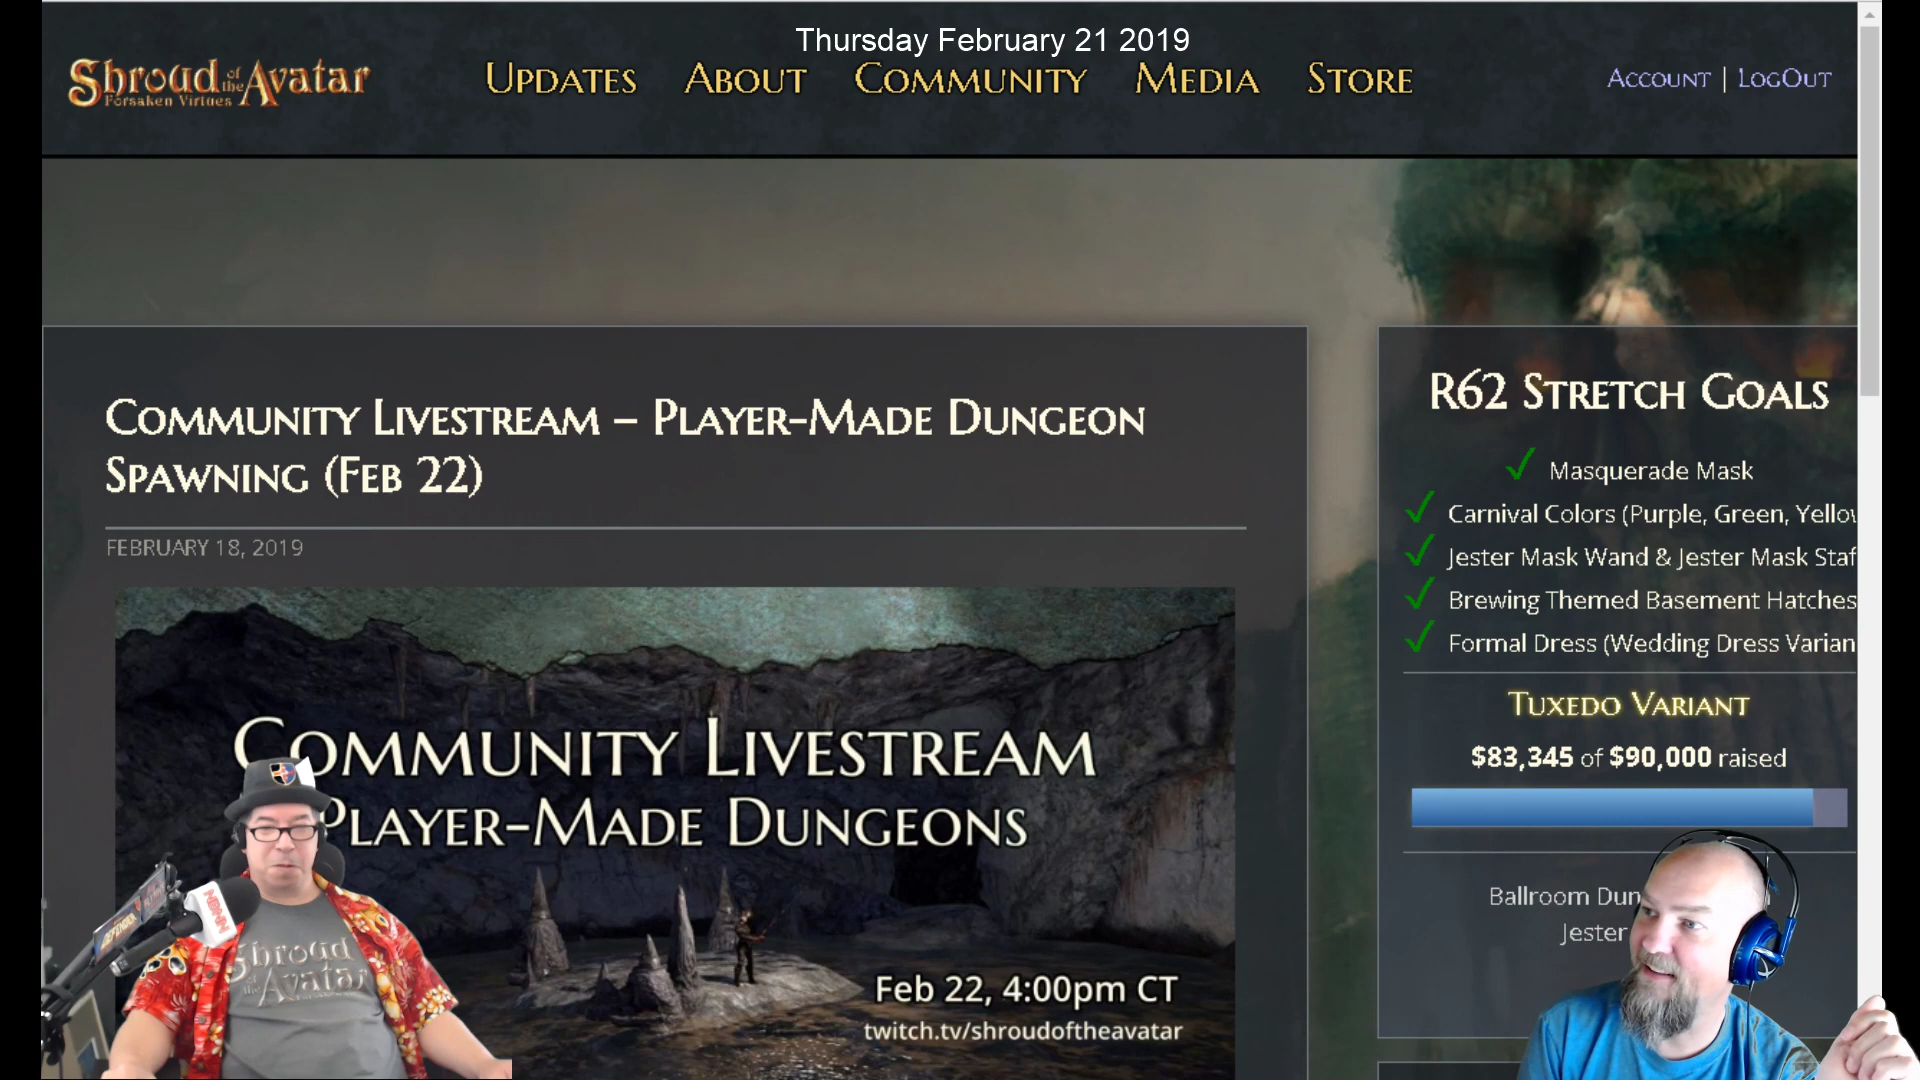 Thursday February 21 2019
Shroud of the Avatar
Forsaken Virtues
Updates About Community Media Store
Account | LogOut
Community Livestream – Player-Made Dungeon
Spawning (Feb 22)
FEBRUARY 18, 2019
Community Livestream
Player-Made Dungeons
Feb 22, 4:00pm CT
twitch.tv/shroudoftheavatar
R62 Stretch Goals
✓ Masquerade Mask
✓ Carnival Colors (Purple, Green, Yellow
✓ Jester Mask Wand & Jester Mask Staf
✓ Brewing Themed Basement Hatches
✓ Formal Dress (Wedding Dress Varian
Tuxedo Variant
$83,345 of $90,000 raised
Ballroom Dun
Jester
Shroud
of the Avatar